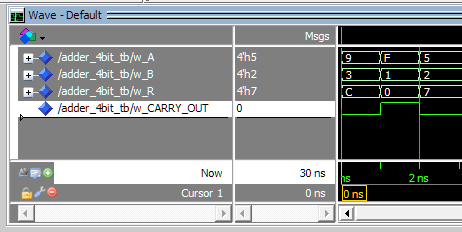 Wave - Default
Msgs
/adder_4bit_tb/w_A 4'h5 9 F 5
/adder_4bit_tb/w_B 4'h2 3 1 2
/adder_4bit_tb/w_R 4'h7 C 0 7
/adder_4bit_tb/w_CARRY_OUT 0
Now 30 ns ns 2 ns
Cursor 1 0 ns 0 ns